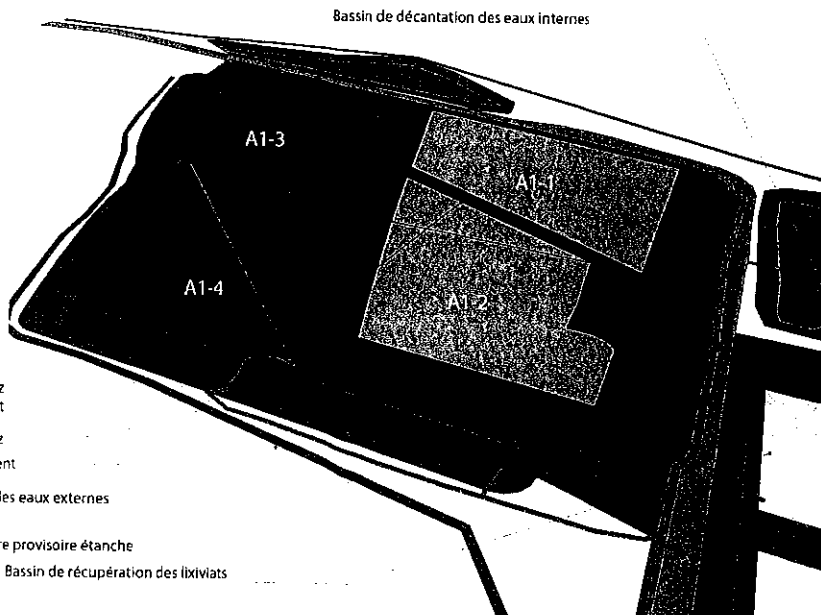 Bassin de décantation des eaux internes
A1-3
A1-1
A1-4
A1-2
z
t
z
ent
des eaux externes
re provisoire étanche
Bassin de récupération des lixiviats